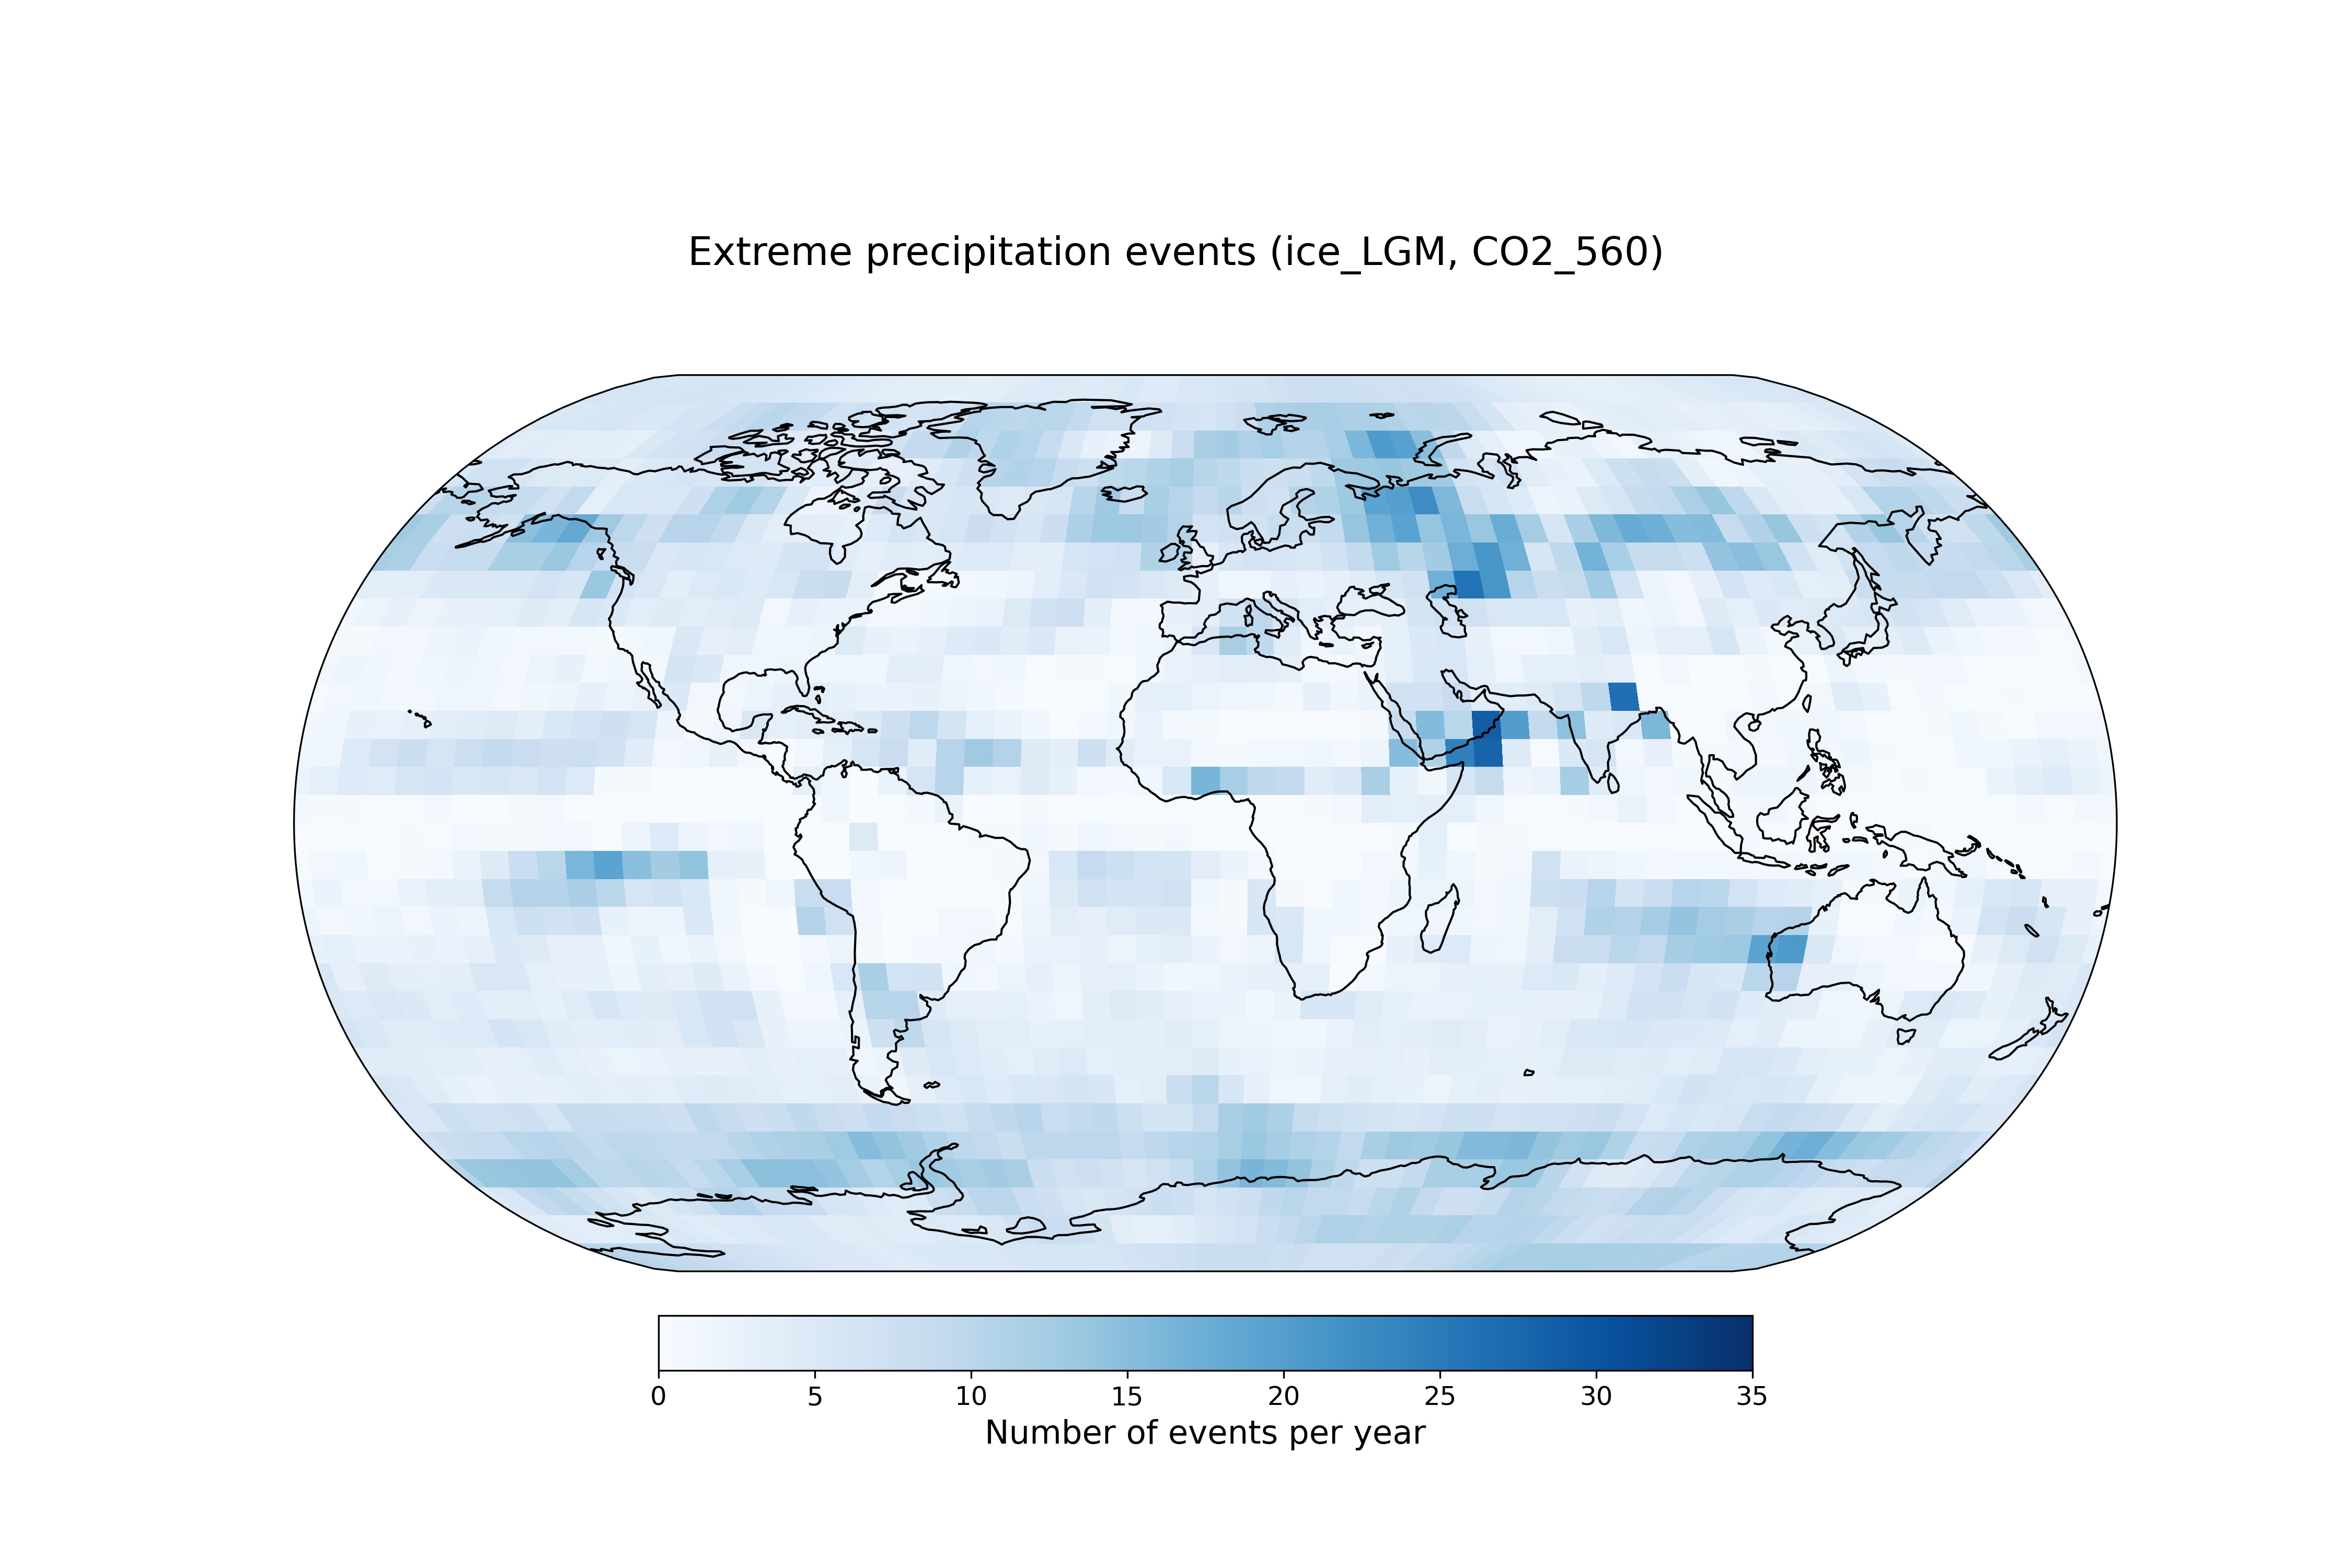 Extreme precipitation events (ice_LGM, CO2_560)
0 5 10 15 20 25 30 35
Number of events per year